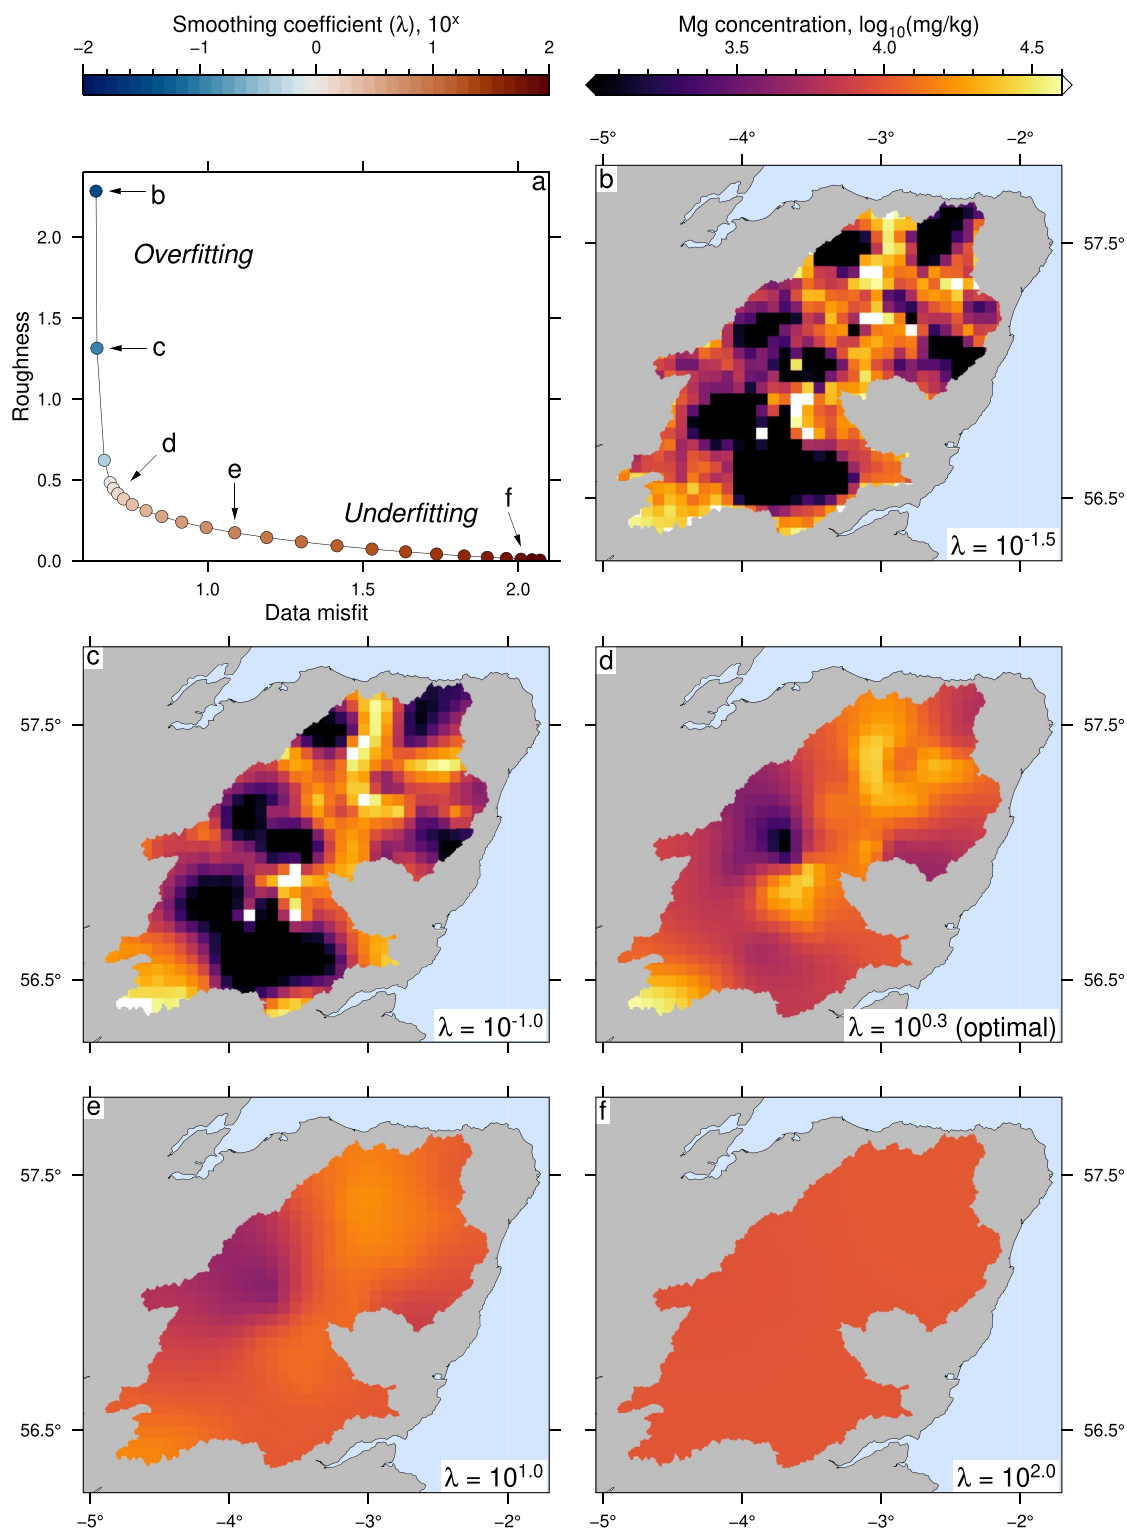 Smoothing coefficient (λ), 10ˣ
−2 −1 0 1 2
Mg concentration, log₁₀(mg/kg)
3.5 4.0 4.5
−5° −4° −3° −2°
a
b
c
d
e
f
Overfitting
Underfitting
2.0
1.5
1.0
0.5
0.0
Roughness
1.0 1.5 2.0
Data misfit
b
57.5°
56.5°
λ = 10⁻¹·⁵
c
57.5°
56.5°
λ = 10⁻¹·⁰
d
57.5°
56.5°
λ = 10⁰·³ (optimal)
e
57.5°
56.5°
λ = 10¹·⁰
−5° −4° −3° −2°
f
57.5°
56.5°
λ = 10²·⁰
−5° −4° −3° −2°